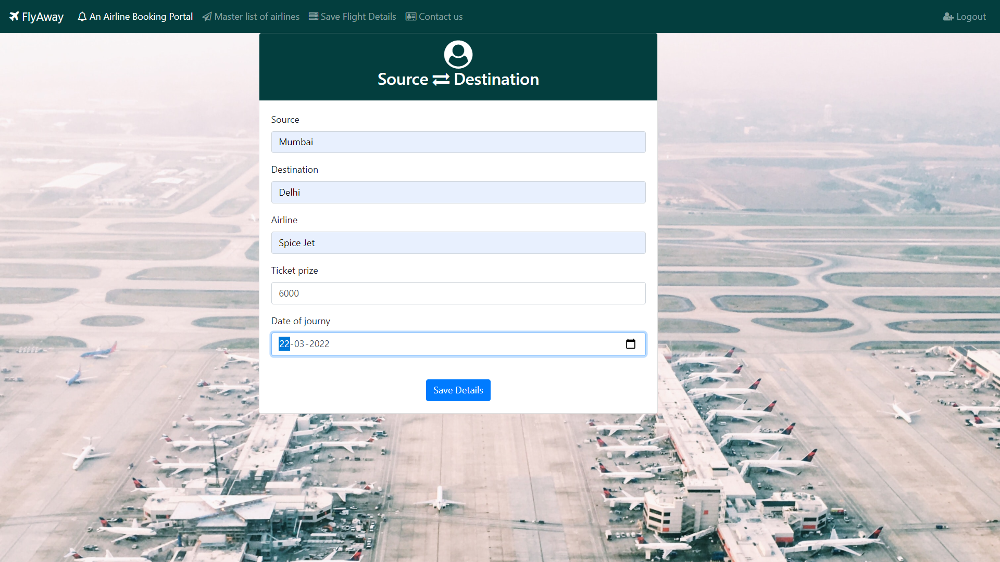 FlyAway An Airline Booking Portal Master list of airlines Save Flight Details Contact us Logout
Source Destination
Source
Mumbai
Destination
Delhi
Airline
Spice Jet
Ticket prize
6000
Date of journy
22-03-2022
Save Details